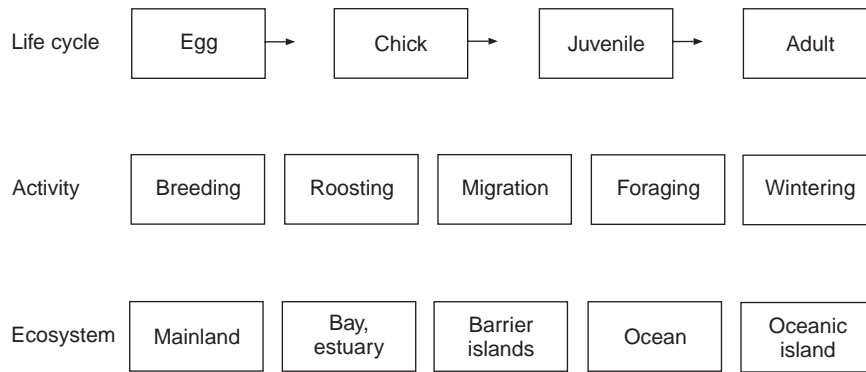 Life cycle Egg Chick Juvenile Adult
Activity Breeding Roosting Migration Foraging Wintering
Ecosystem Mainland Bay, estuary Barrier islands Ocean Oceanic island